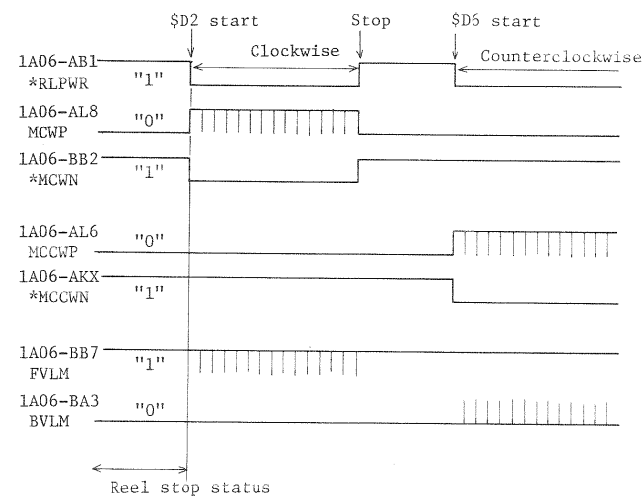 $D2 start Stop $D5 start
Clockwise Counterclockwise
1A06-AB1
*RLPWR "1"
1A06-AL8
MCWP "0"
1A06-BB2
*MCWN "1"
1A06-AL6
MCCWP "0"
1A06-AKX
*MCCWN "1"
1A06-BB7
FVLM "1"
1A06-BA3
BVLM "0"
Reel stop status